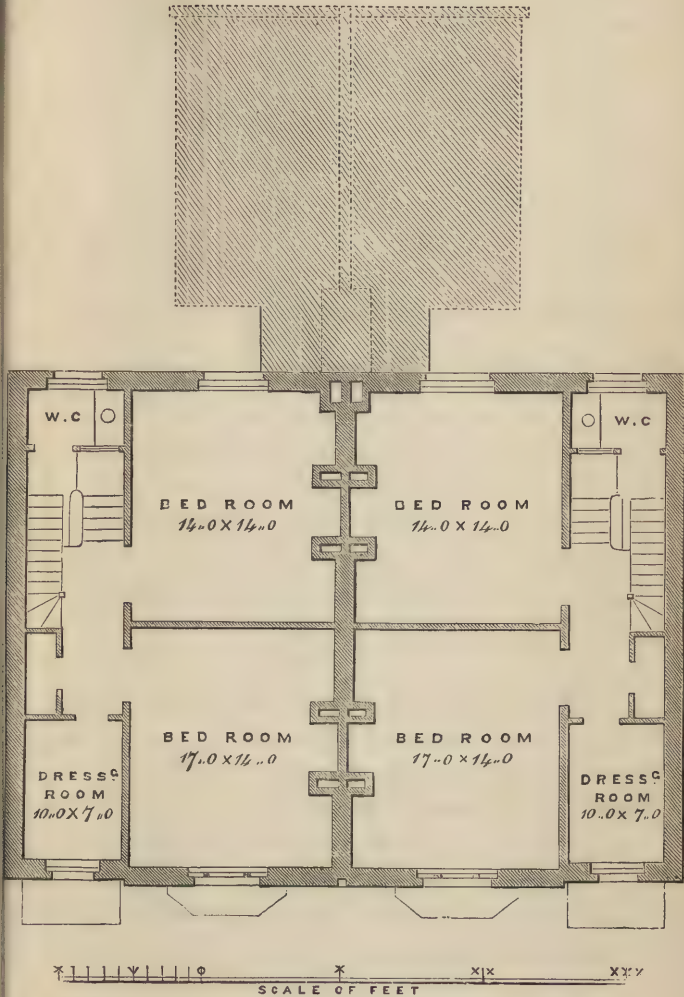 W.C
W.C
BED ROOM
14..0 X 14..0
BED ROOM
14..0 X 14..0
BED ROOM
17..0 X 14..0
BED ROOM
17..0 X 14..0
DRESSG
ROOM
10..0 X 7..0
DRESSG
ROOM
10..0 X 7..0
X V O X XX XXX
SCALE OF FEET